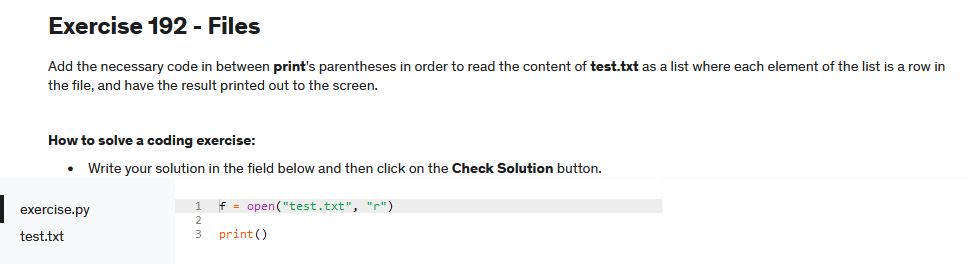 Exercise 192 - Files
Add the necessary code in between print's parentheses in order to read the content of test.txt as a list where each element of the list is a row in
the file, and have the result printed out to the screen.
How to solve a coding exercise:
• Write your solution in the field below and then click on the Check Solution button.
exercise.py
test.txt
1 f = open("test.txt", "r")
2
3 print()